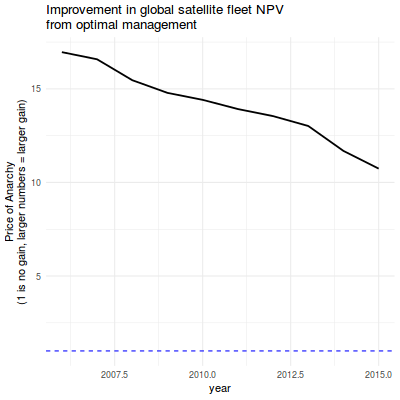 Improvement in global satellite fleet NPV
from optimal management
Price of Anarchy
(1 is no gain, larger numbers = larger gain)
15
10
5
2007.5
2010.0
2012.5
2015.0
year